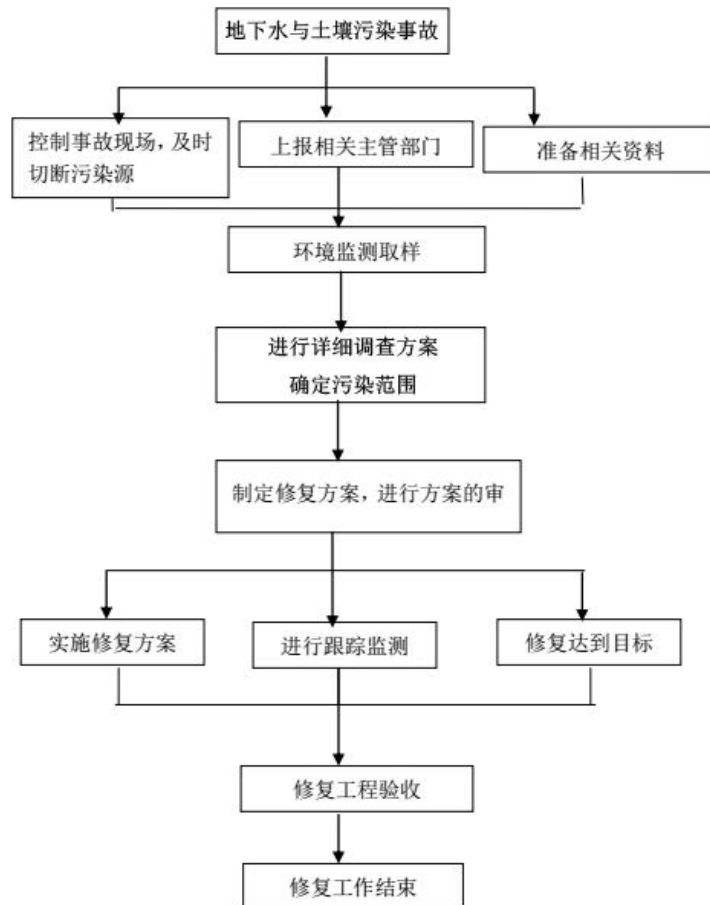 地下水与土壤污染事故
控制事故现场，及时
切断污染源
上报相关主管部门
准备相关资料
环境监测取样
进行详细调查方案
确定污染范围
制定修复方案，进行方案的审
实施修复方案
进行跟踪监测
修复达到目标
修复工程验收
修复工作结束